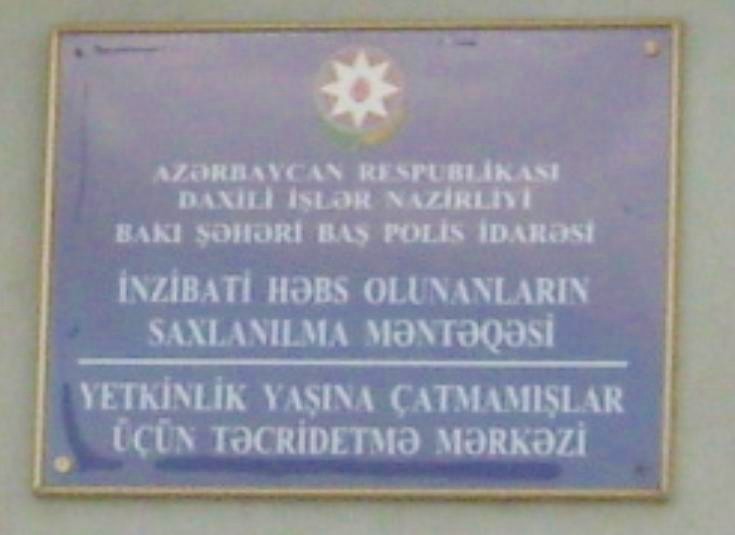 AZƏRBAYCAN RESPUBLİKASI
DAXİLİ İŞLƏR NAZİRLİYİ
BAKI ŞƏHƏRİ BAŞ POLİS İDARƏSİ
İNZİBATİ HƏBS OLUNANLARIN
SAXLANILMA MƏNTƏQƏSİ
YETKİNLİK YAŞINA ÇATMAMIŞLAR
ÜÇÜN TƏCRİDETMƏ MƏRKƏZİ